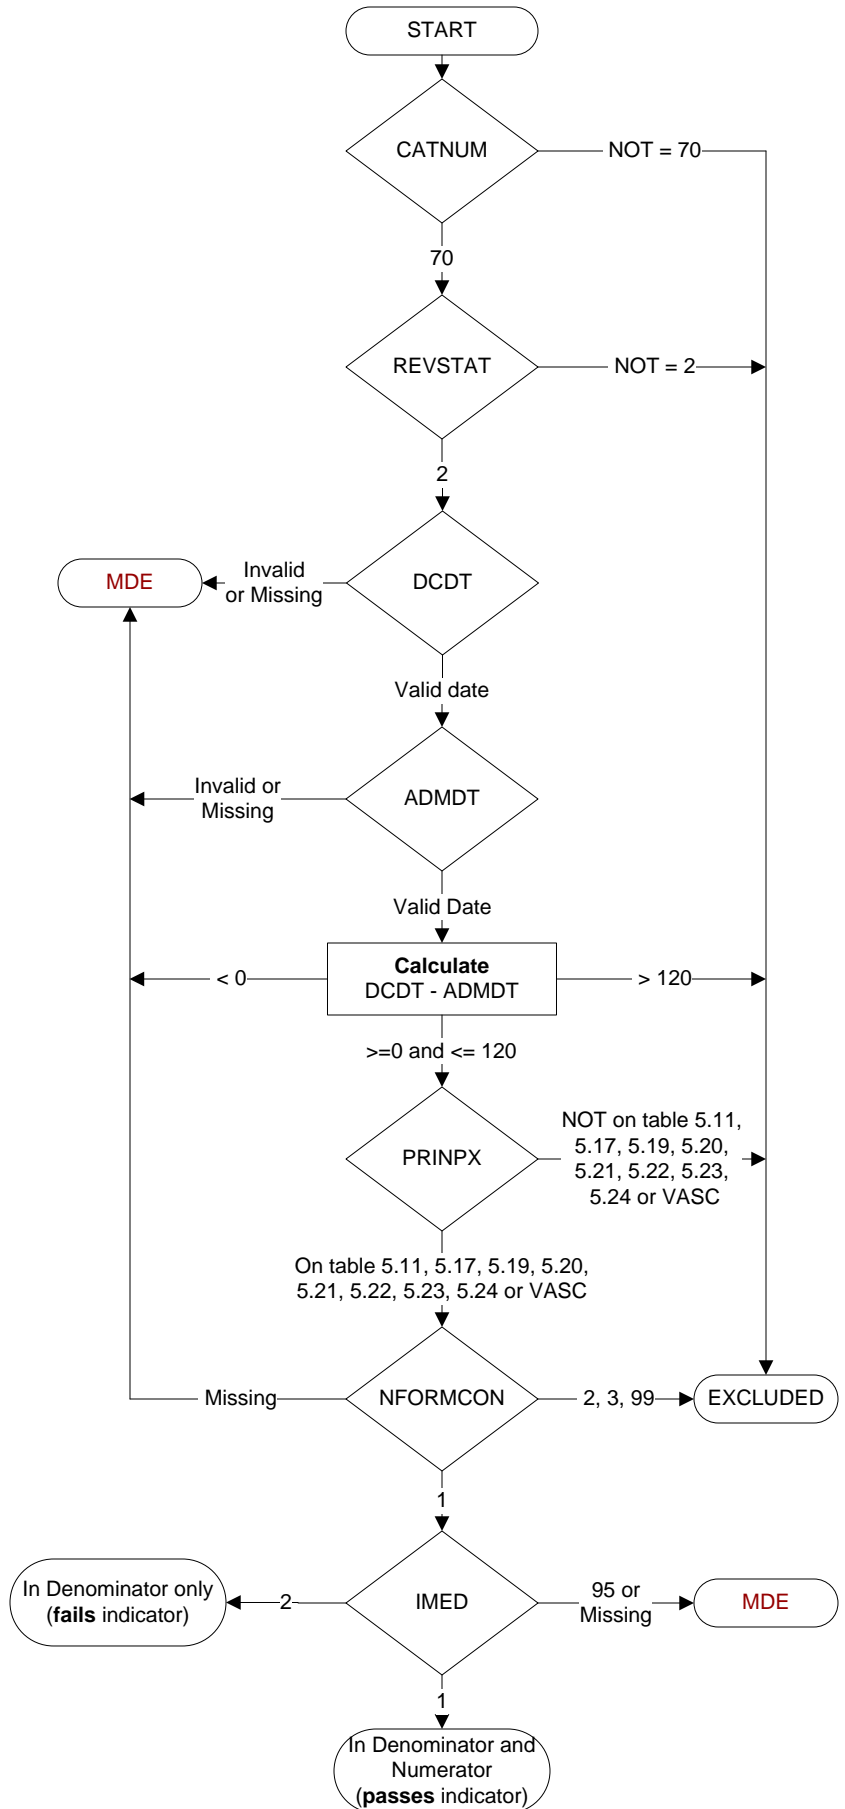 START
CATNUM
NOT = 70
70
REVSTAT
NOT = 2
2
MDE
Invalid
or Missing
DCDT
Valid date
Invalid or
Missing
ADMDT
Valid Date
< 0
Calculate
DCDT - ADMDT
> 120
>=0 and <= 120
PRINPX
NOT on table 5.11,
5.17, 5.19, 5.20,
5.21, 5.22, 5.23,
5.24 or VASC
On table 5.11, 5.17, 5.19, 5.20,
5.21, 5.22, 5.23, 5.24 or VASC
Missing
NFORMCON
2, 3, 99
EXCLUDED
1
In Denominator only
(fails indicator)
2
IMED
95 or
Missing
MDE
1
In Denominator and
Numerator
(passes indicator)